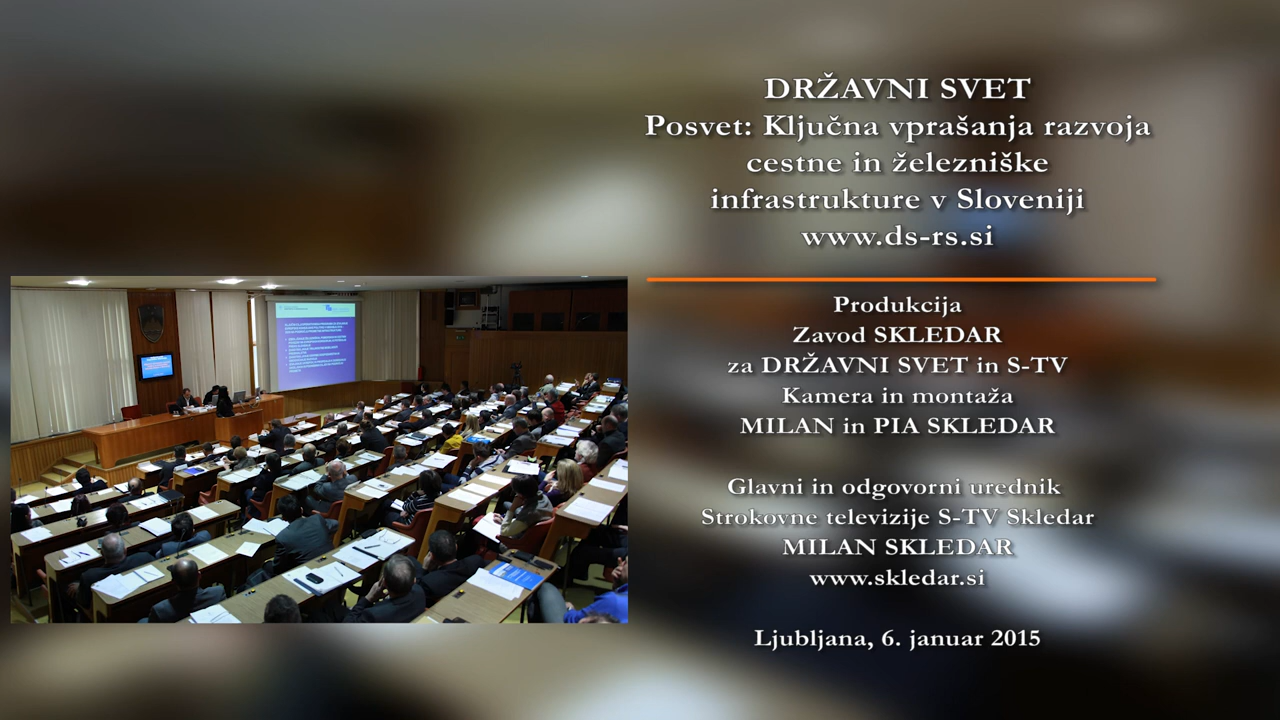 DRŽAVNI SVET
Posvet: Ključna vprašanja razvoja
cestne in železniške
infrastrukture v Sloveniji
www.ds-rs.si
Produkcija
Zavod SKLEDAR
za DRŽAVNI SVET in S-TV
Kamera in montaža
MILAN in PIA SKLEDAR
Glavni in odgovorni urednik
Strokovne televizije S-TV Skledar
MILAN SKLEDAR
www.skledar.si
Ljubljana, 6. januar 2015